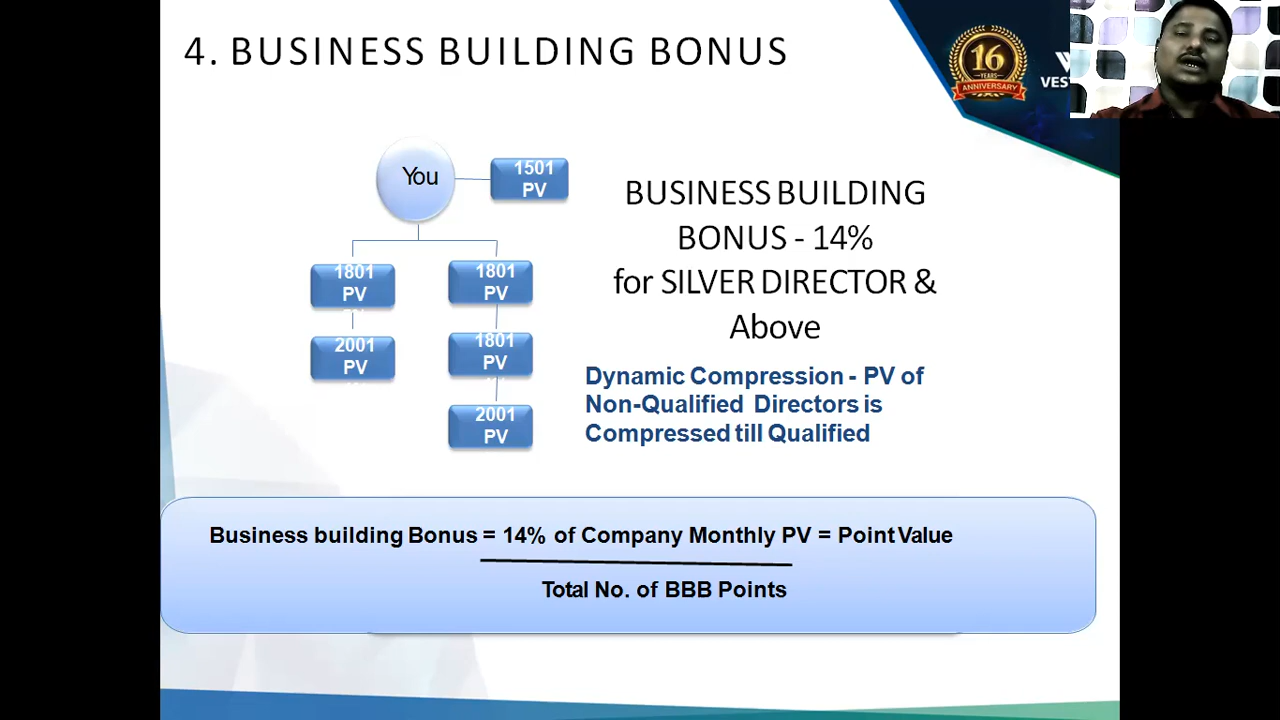 4. BUSINESS BUILDING BONUS
16
YEARS
ANNIVERSARY
VEST
You
1501
PV
1801
PV
1801
PV
2001
PV
1801
PV
2001
PV
BUSINESS BUILDING
BONUS - 14%
for SILVER DIRECTOR &
Above
Dynamic Compression - PV of
Non-Qualified Directors is
Compressed till Qualified
Business building Bonus = 14% of Company Monthly PV = Point Value
Total No. of BBB Points